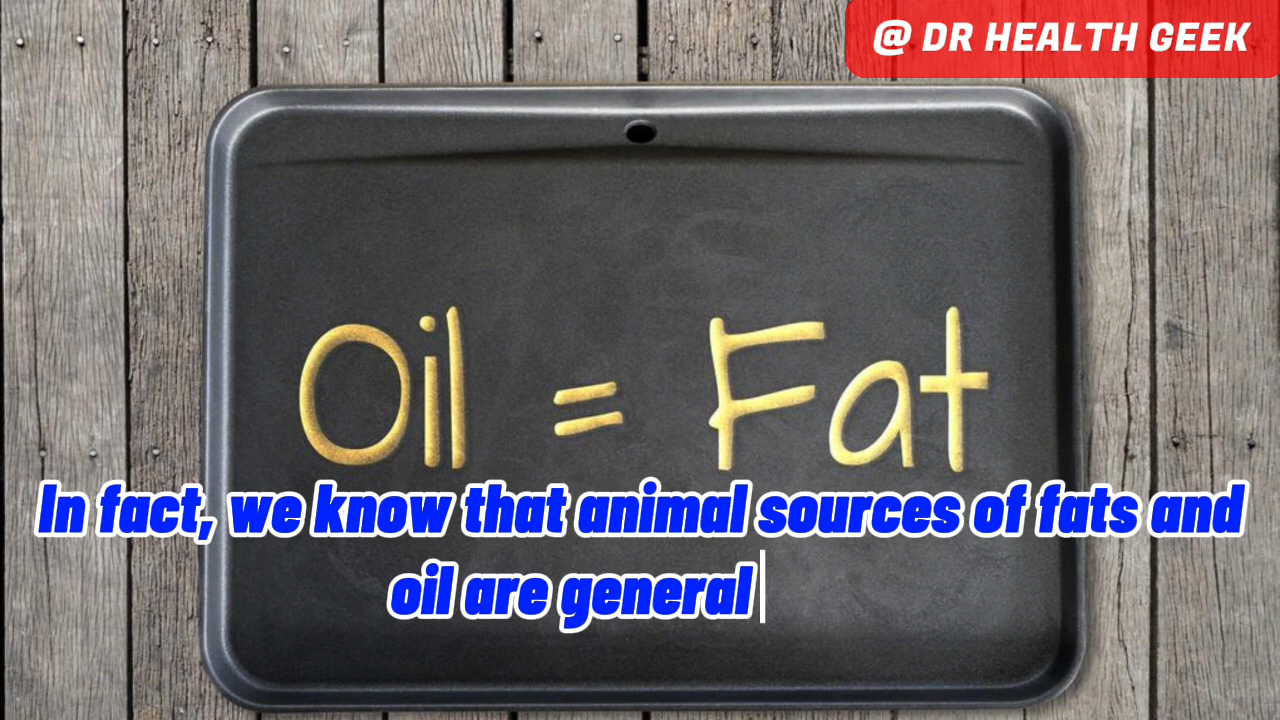 @ DR HEALTH GEEK
Oil = Fat
In fact, we know that animal sources of fats and
oil are general